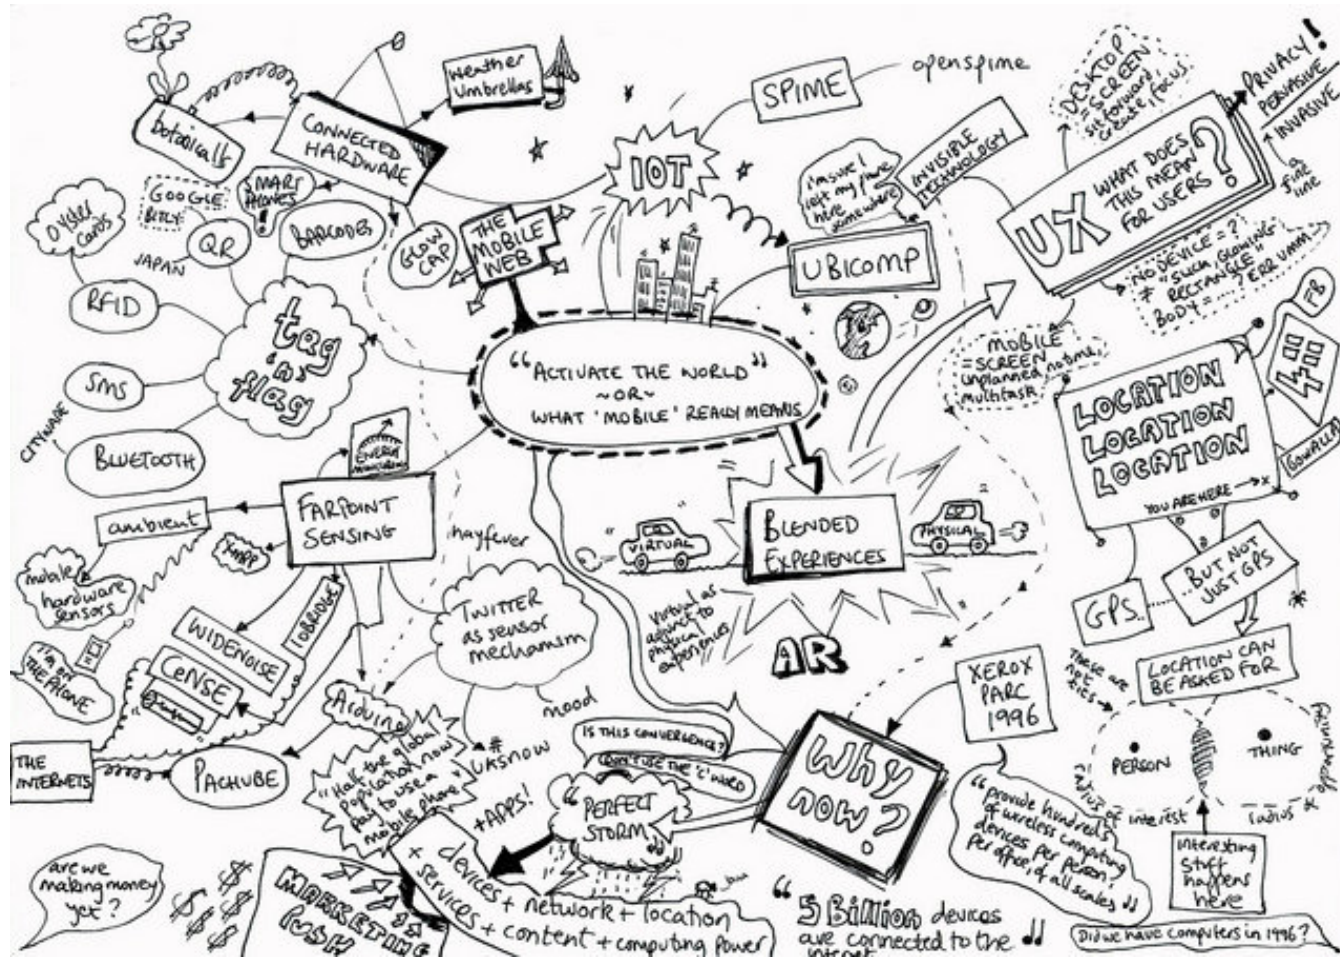 weather
umbrellas
botanicalls
CONNECTED
HARDWARE
SMART
PHONES
!
GOOGLE
BITLY
Oyster
Cards
QR
JAPAN
BARCODES
GLOW
CAP
RFID
SMS
CITYWIDE
BLUETOOTH
tag
'n'
flag
THE
MOBILE
WEB
IOT
SPIME
openspime
i'm sure I
left my phone
here
somewhere
INVISIBLE
TECHNOLOGY
UBICOMP
DESKTOP
= SCREEN
sit forward,
create, focus
PRIVACY!
PERVASIVE
INVASIVE
fine
line
UX
WHAT DOES
THIS MEAN
FOR USERS
?
NO DEVICE = ?
≠ "SLICK, GLOWING
RECTANGLE"
BODY = ....? ERR UMM
MOBILE
= SCREEN
unplanned, no time,
multitask
"ACTIVATE THE WORLD"
~OR~
WHAT 'MOBILE' REALLY MEANS
FB
GOWALLA
LOCATION
LOCATION
LOCATION
YOU ARE HERE → x
GPS..
BUT NOT
JUST GPS
LOCATION CAN
BE ASKED FOR
These are
not
PERSON
THING
radius of interest
radius of
interesting
stuff
happens
here
ENERGY
MONITORING
FARPOINT
SENSING
ambient
XMPP
mobile
hardware
sensors
I'M ON
THE PHONE
WIDENOISE
IOBRIDGE
CeNSE
THE
INTERNETS
PACHUBE
Arduino
hayfever
TWITTER
as sensor
mechanism
mood
#
UKSNOW
"VIRTUAL"
BLENDED
EXPERIENCES
"PHYSICAL"
virtual as
adjunct to
physical
experiences
AR
XEROX
PARC
1996
"provide hundreds
of wireless computing
devices per person,
per office, of all scales"
Did we have computers in 1996?
WHY
NOW?
IS THIS CONVERGENCE?
DON'T USE THE 'C' WORD
"PERFECT
STORM"
"Half the global
population now
pay to use a
mobile phone"
+APPS!
devices
+ services + network + location
+ content + computing power
"5 Billion devices
are connected to the
internet
"
MARKETING
PUSH
$ $ $ $ $ $
are we
making money
yet?